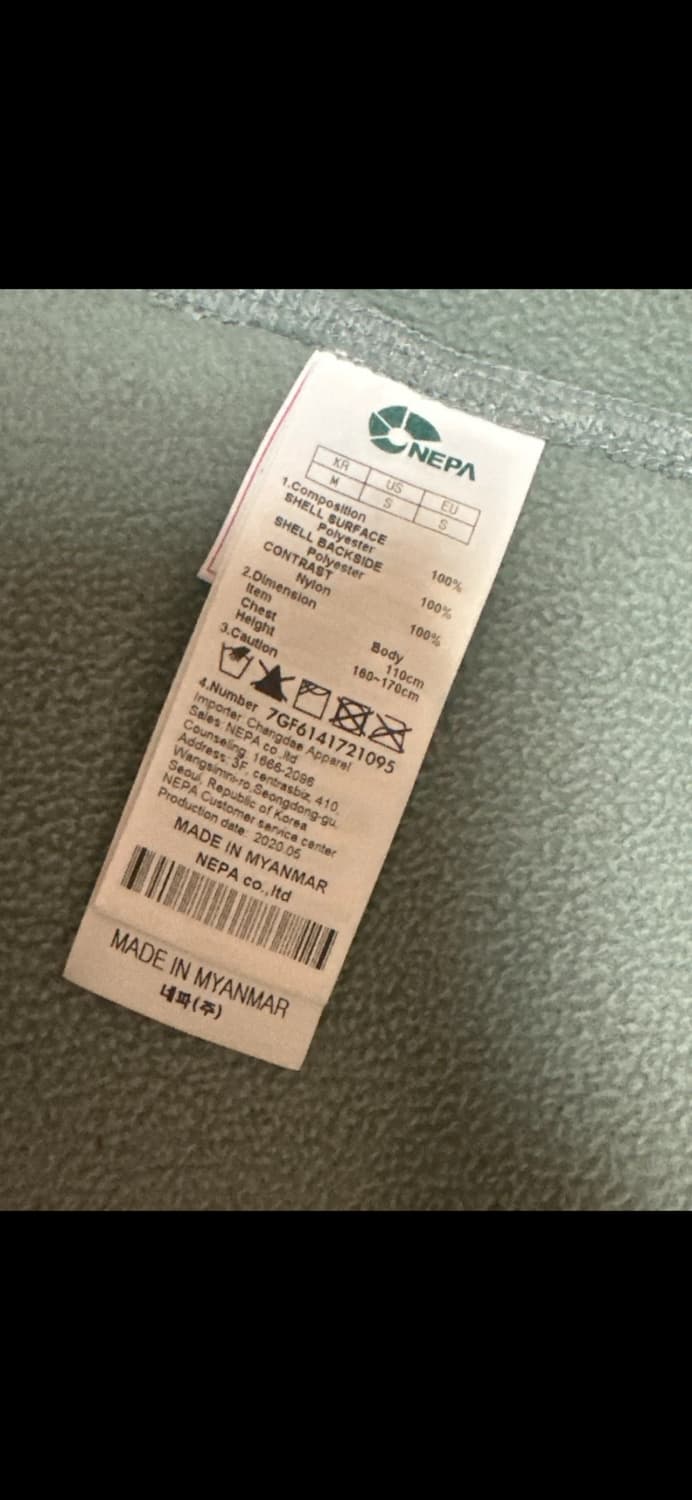 NEPA
KR US EU
M S S
1.Composition
SHELL SURFACE
Polyester 100%
SHELL BACKSIDE
Polyester 100%
CONTRAST
Nylon 100%
2.Dimension
Item Body
Chest 110cm
Height 160~170cm
3.Caution
4.Number 7GF6141721095
Importer: Changdae Apparel
Sales: NEPA co.,ltd
Counseling: 1666-2096
Address: 3F, centrasbiz, 410,
Wangsimni-ro,Seongdong-gu,
Seoul, Republic of Korea
NEPA Customer service center
Production date: 2020.05
MADE IN MYANMAR
NEPA co.,ltd
MADE IN MYANMAR
네파(주)